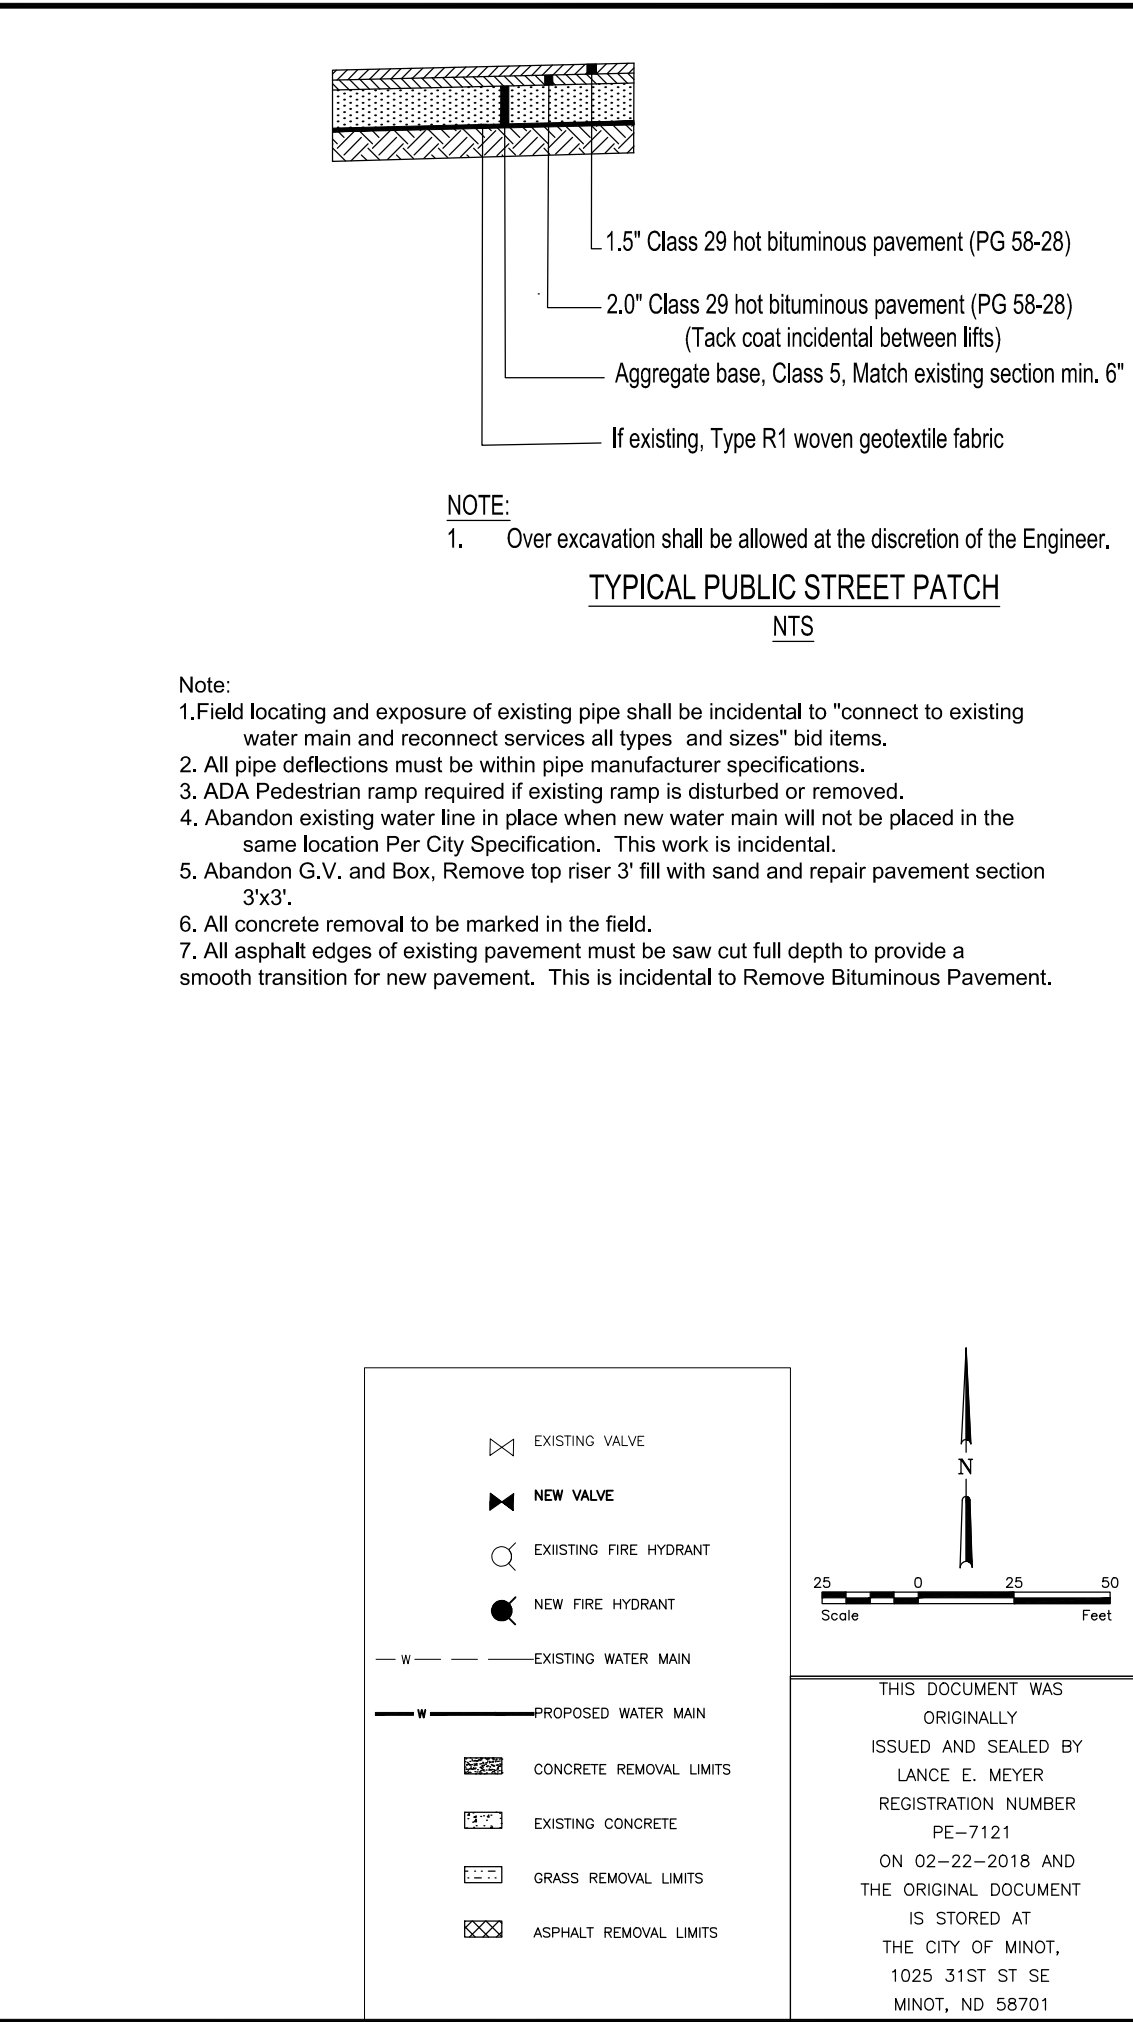 1.5" Class 29 hot bituminous pavement (PG 58-28)
2.0" Class 29 hot bituminous pavement (PG 58-28)
(Tack coat incidental between lifts)
Aggregate base, Class 5, Match existing section min. 6"
If existing, Type R1 woven geotextile fabric
NOTE:
1. Over excavation shall be allowed at the discretion of the Engineer.
TYPICAL PUBLIC STREET PATCH
NTS
Note:
1.Field locating and exposure of existing pipe shall be incidental to "connect to existing
water main and reconnect services all types and sizes" bid items.
2. All pipe deflections must be within pipe manufacturer specifications.
3. ADA Pedestrian ramp required if existing ramp is disturbed or removed.
4. Abandon existing water line in place when new water main will not be placed in the
same location Per City Specification. This work is incidental.
5. Abandon G.V. and Box, Remove top riser 3' fill with sand and repair pavement section
3'x3'.
6. All concrete removal to be marked in the field.
7. All asphalt edges of existing pavement must be saw cut full depth to provide a
smooth transition for new pavement. This is incidental to Remove Bituminous Pavement.
EXISTING VALVE
NEW VALVE
EXIISTING FIRE HYDRANT
NEW FIRE HYDRANT
W EXISTING WATER MAIN
W PROPOSED WATER MAIN
CONCRETE REMOVAL LIMITS
EXISTING CONCRETE
GRASS REMOVAL LIMITS
ASPHALT REMOVAL LIMITS
N
25 0 25 50
Scale Feet
THIS DOCUMENT WAS
ORIGINALLY
ISSUED AND SEALED BY
LANCE E. MEYER
REGISTRATION NUMBER
PE-7121
ON 02-22-2018 AND
THE ORIGINAL DOCUMENT
IS STORED AT
THE CITY OF MINOT,
1025 31ST ST SE
MINOT, ND 58701